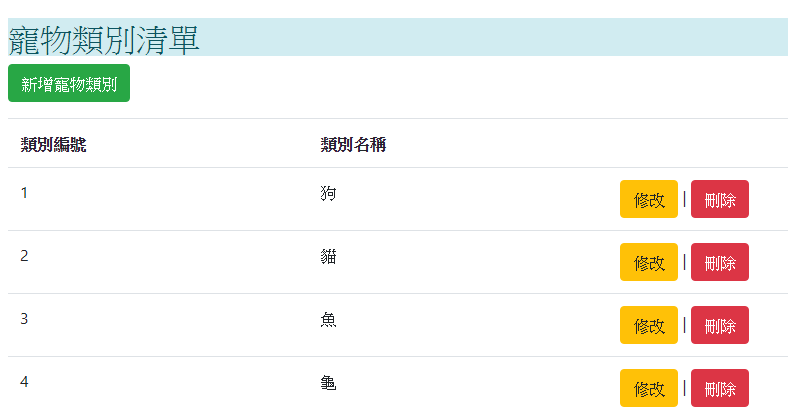 寵物類別清單
新增寵物類別
類別編號 類別名稱
1 狗 修改 | 刪除
2 貓 修改 | 刪除
3 魚 修改 | 刪除
4 龜 修改 | 刪除